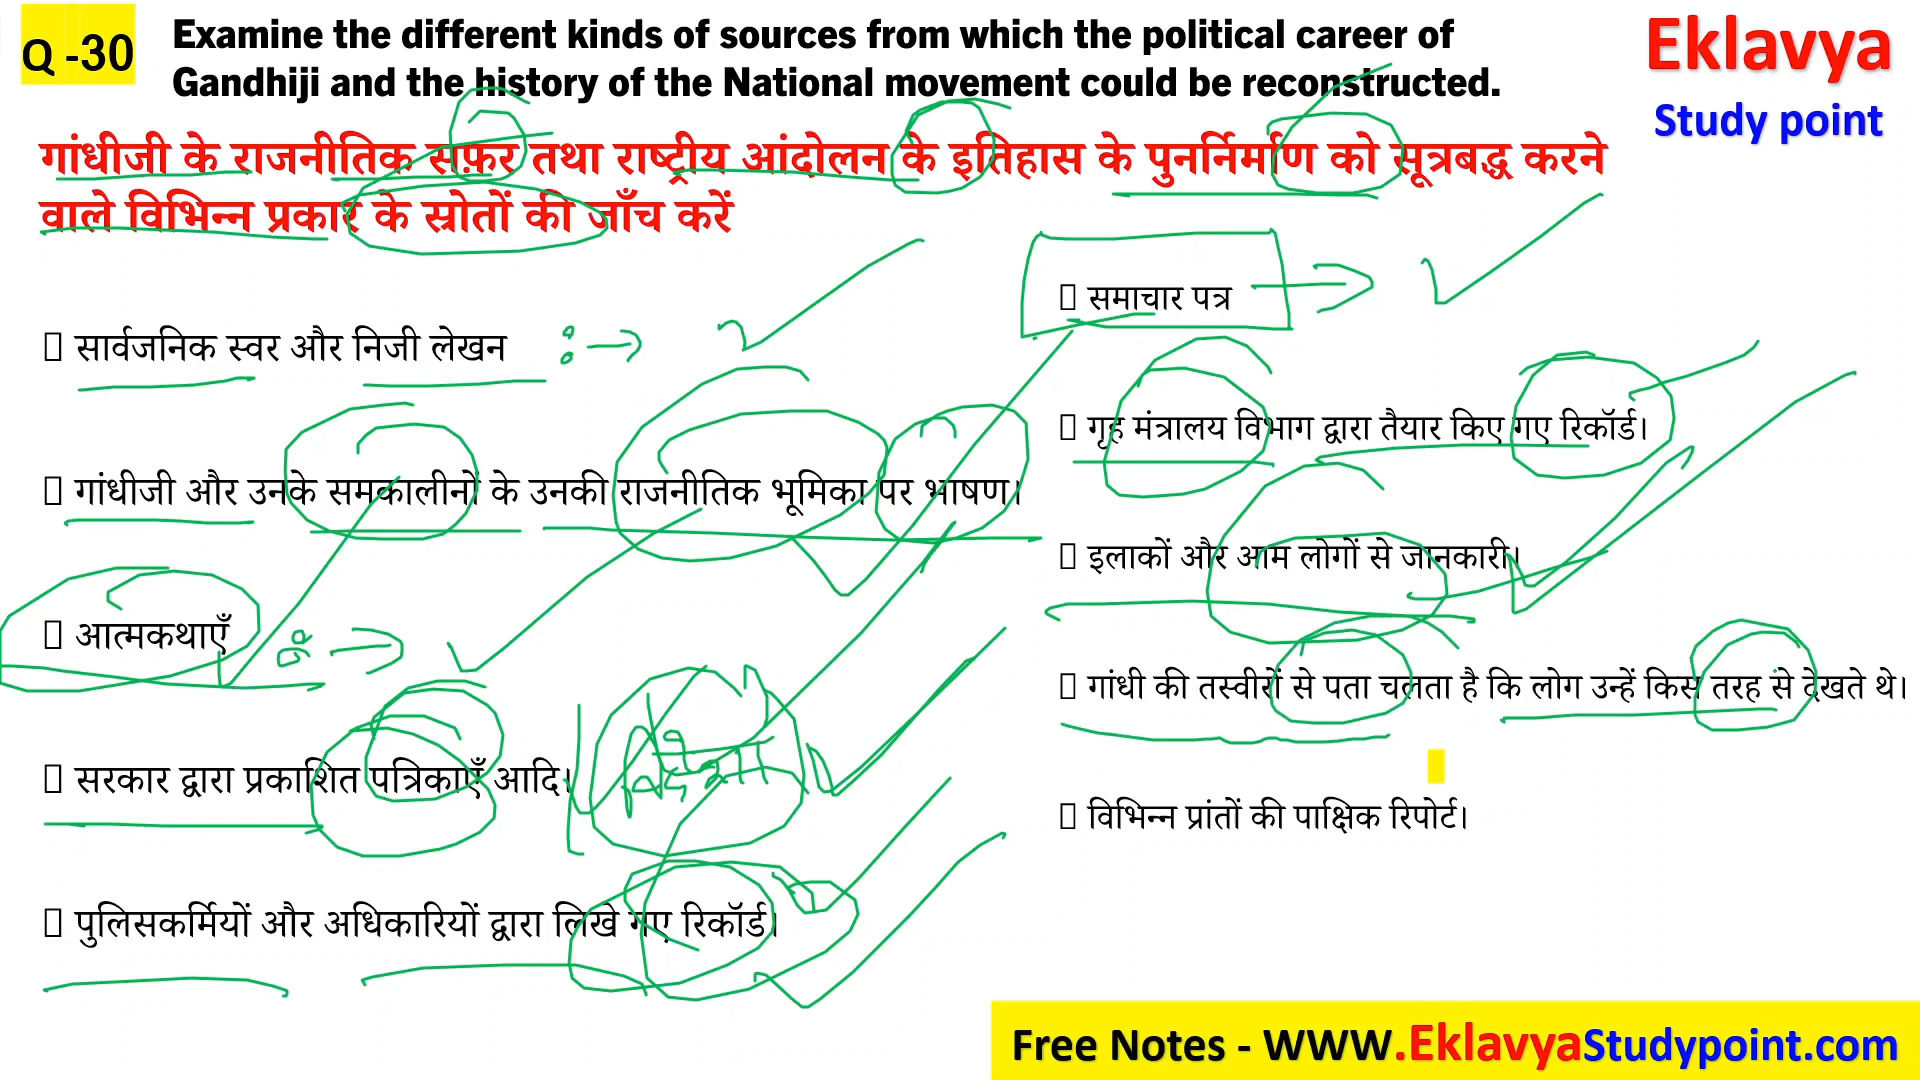 Q -30
Examine the different kinds of sources from which the political career of
Gandhiji and the history of the National movement could be reconstructed.
Eklavya
Study point
गांधीजी के राजनीतिक सफ़र तथा राष्ट्रीय आंदोलन के इतिहास के पुनर्निर्माण को सूत्रबद्ध करने
वाले विभिन्न प्रकार के स्रोतों की जाँच करें
सार्वजनिक स्वर और निजी लेखन
गांधीजी और उनके समकालीनों के उनकी राजनीतिक भूमिका पर भाषण।
आत्मकथाएँ
सरकार द्वारा प्रकाशित पत्रिकाएँ आदि।
पुलिसकर्मियों और अधिकारियों द्वारा लिखे गए रिकॉर्ड।
समाचार पत्र
गृह मंत्रालय विभाग द्वारा तैयार किए गए रिकॉर्ड।
इलाकों और आम लोगों से जानकारी।
गांधी की तस्वीरों से पता चलता है कि लोग उन्हें किस तरह से देखते थे।
विभिन्न प्रांतों की पाक्षिक रिपोर्ट।
Free Notes - WWW.EklavyaStudypoint.com